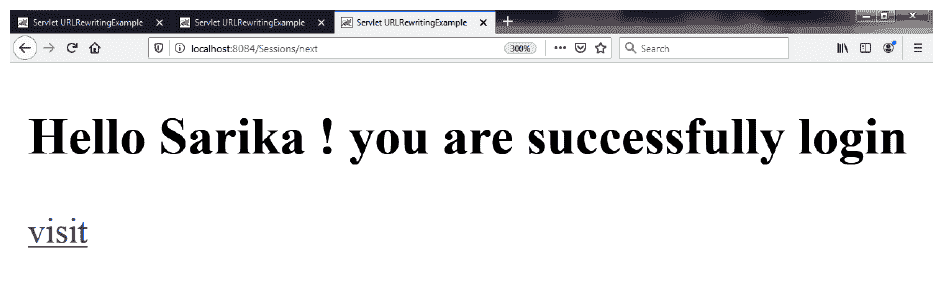 Servlet URLRewritingExample Servlet URLRewritingExample Servlet URLRewritingExample
localhost:8084/Sessions/next 300% Search
Hello Sarika ! you are successfully login
visit